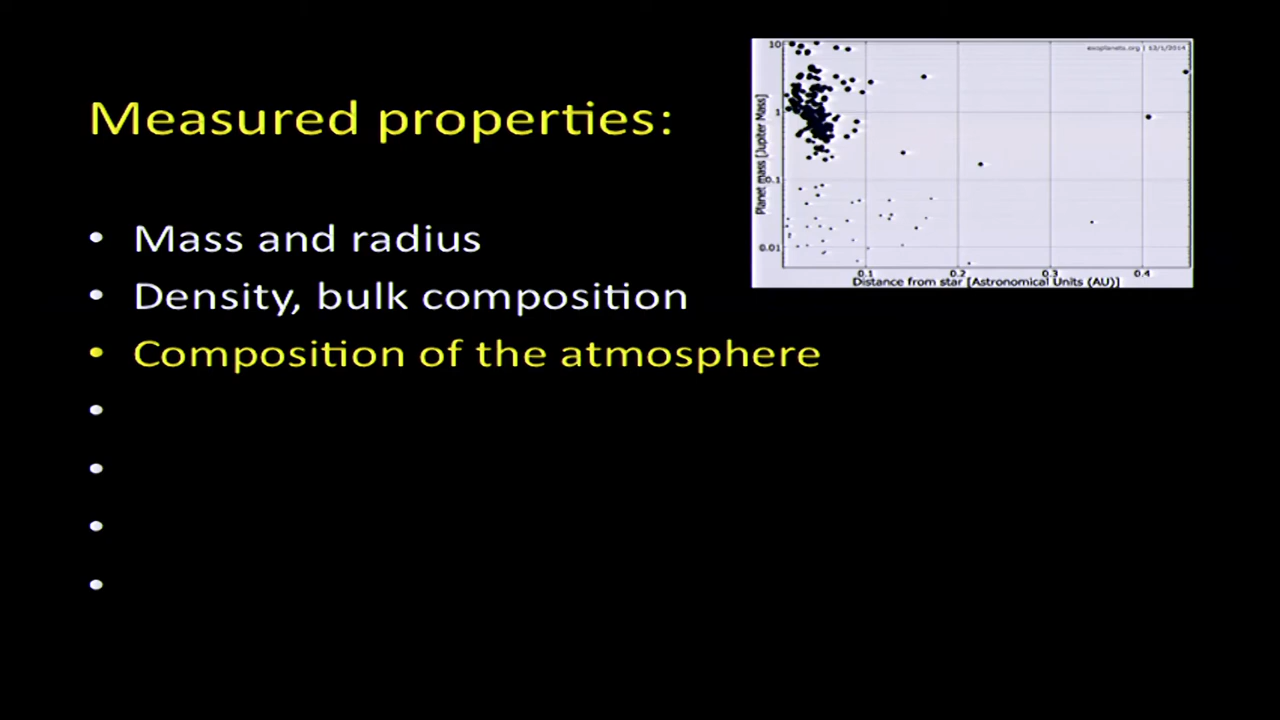 Measured properties:
• Mass and radius
• Density, bulk composition
• Composition of the atmosphere
•
•
•
•
exoplanets.org | 12/1/2014
Planet mass [Jupiter Mass]
10
1
0.1
0.01
0.1 0.2 0.3 0.4
Distance from star [Astronomical Units (AU)]